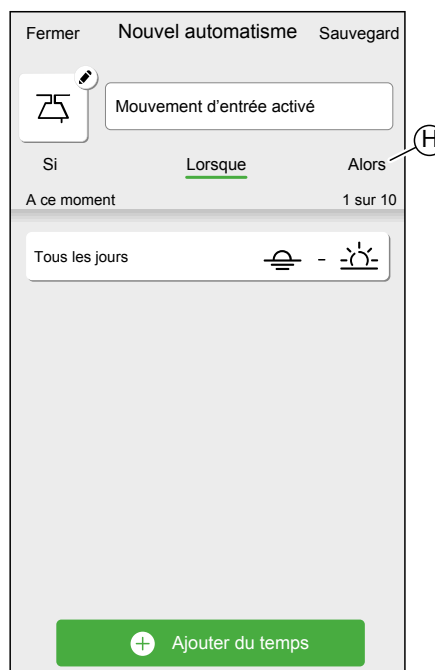 Fermer Nouvel automatisme Sauvegard
Mouvement d'entrée activé
Si Lorsque Alors
H
A ce moment 1 sur 10
Tous les jours -
Ajouter du temps